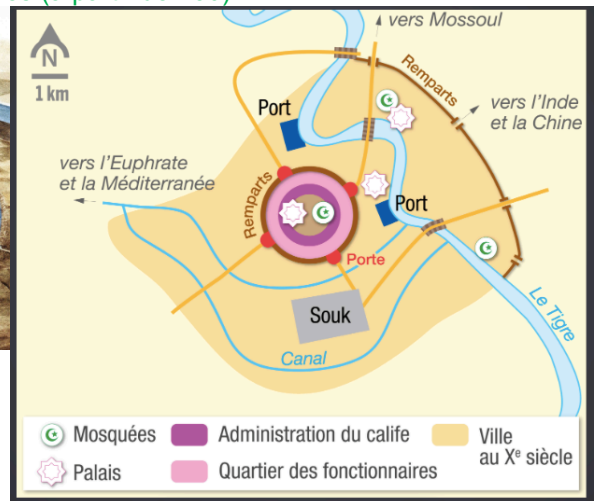 vers Mossoul
N
1 km
Remparts
Port
vers l'Inde
et la Chine
vers l'Euphrate
et la Méditerranée
Remparts
Port
Porte
Souk
Le Tigre
Canal
Mosquées
Administration du calife
Ville
au Xᵉ siècle
Palais
Quartier des fonctionnaires